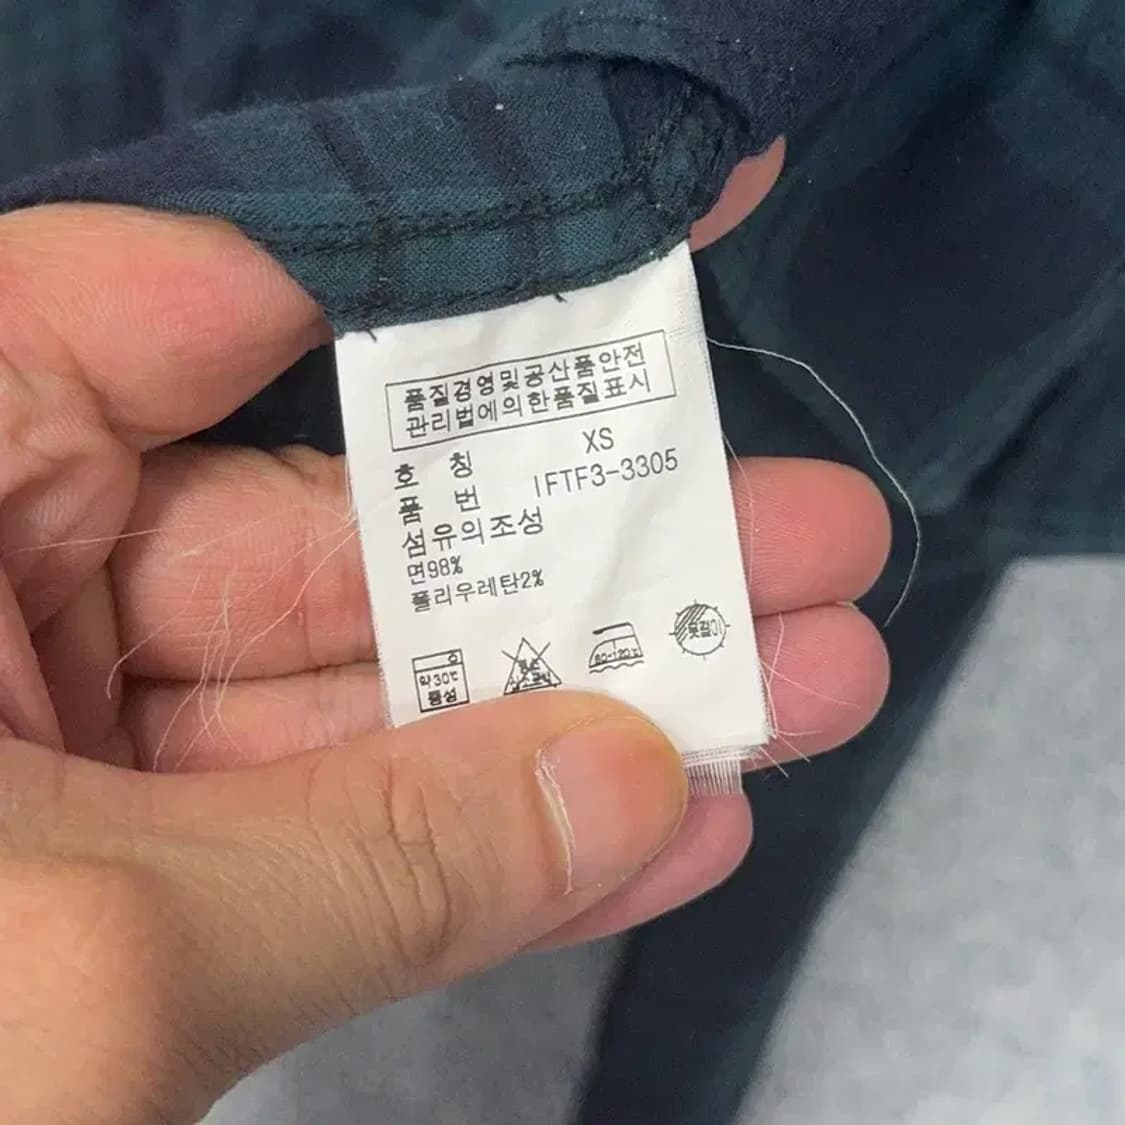 품질경영및공산품안전
관리법에의한품질표시
호 칭 XS
품 번 IFTF3-3305
섬유의조성
면98%
폴리우레탄2%
약30℃
중성
80-120℃
옷걸이